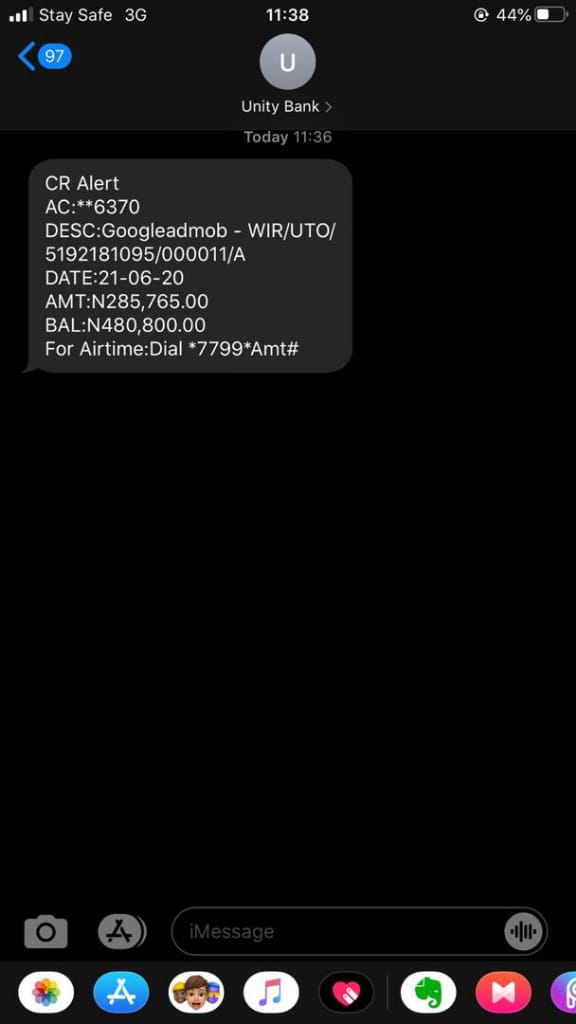 Stay Safe 3G 11:38 44%
97
U
Unity Bank >
Today 11:36
CR Alert
AC:**6370
DESC:Googleadmob - WIR/UTO/
5192181095/000011/A
DATE:21-06-20
AMT:N285,765.00
BAL:N480,800.00
For Airtime:Dial *7799*Amt#
iMessage